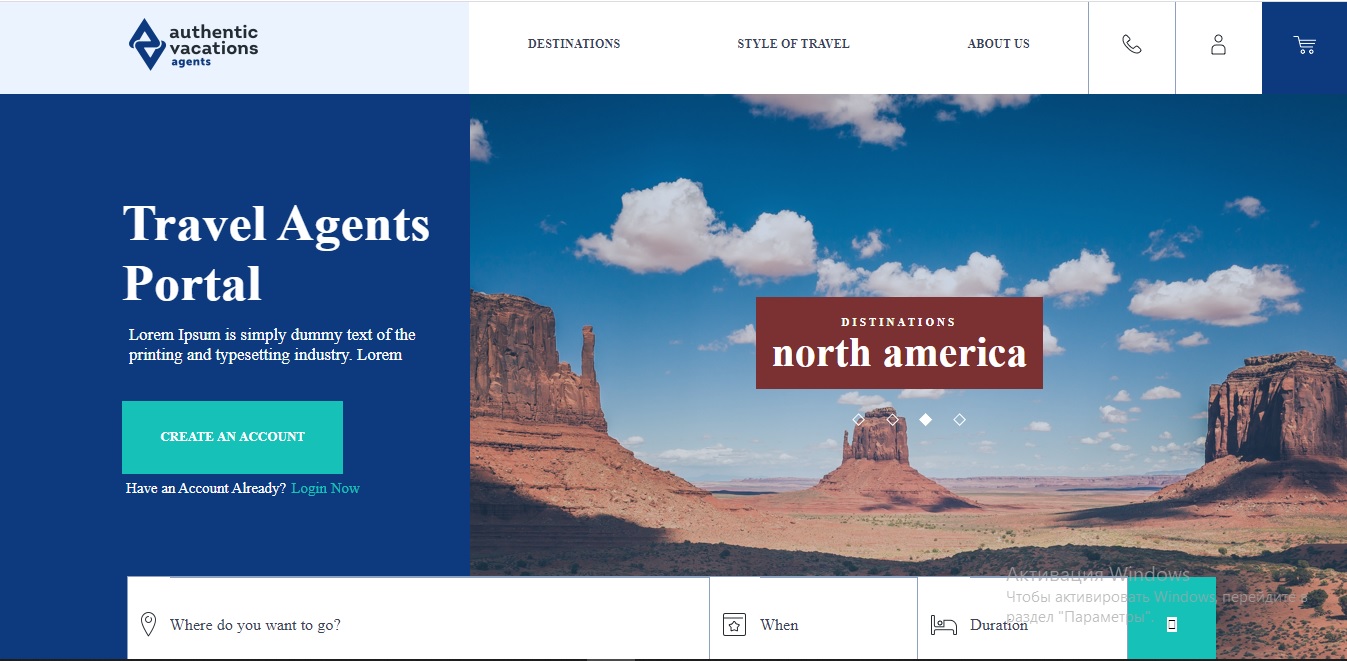 authentic
vacations
agents
DESTINATIONS
STYLE OF TRAVEL
ABOUT US
Travel Agents
Portal
Lorem Ipsum is simply dummy text of the
printing and typesetting industry. Lorem
CREATE AN ACCOUNT
Have an Account Already? Login Now
DISTINATIONS
north america
Where do you want to go?
When
Duration
Активация Windows
Чтобы активировать Windows, перейдите в
раздел "Параметры".